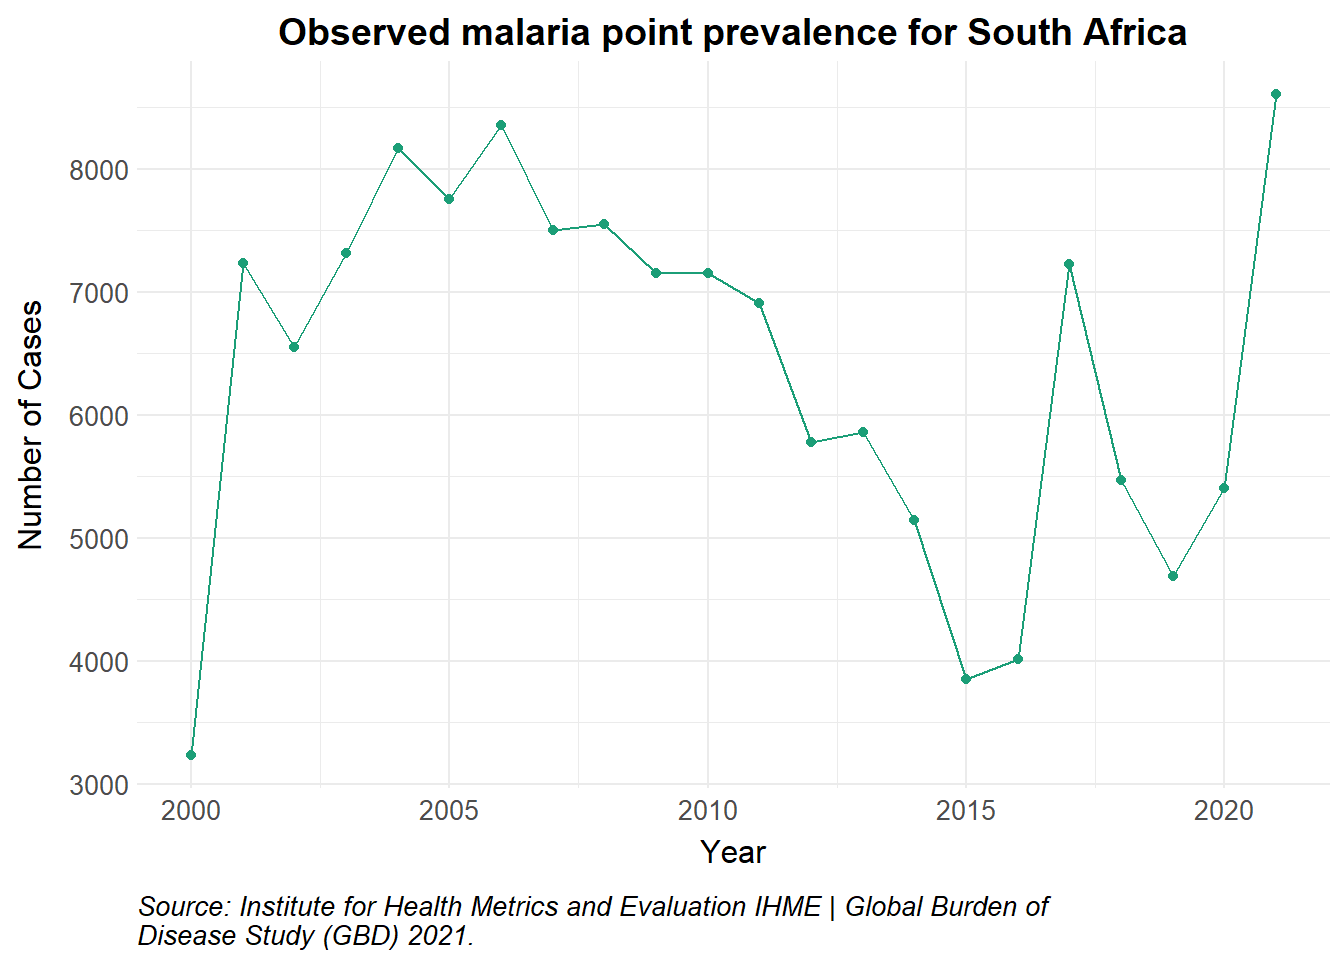 Observed malaria point prevalence for South Africa
Number of Cases
8000
7000
6000
5000
4000
3000
2000 2005 2010 2015 2020
Year
Source: Institute for Health Metrics and Evaluation IHME | Global Burden of
Disease Study (GBD) 2021.